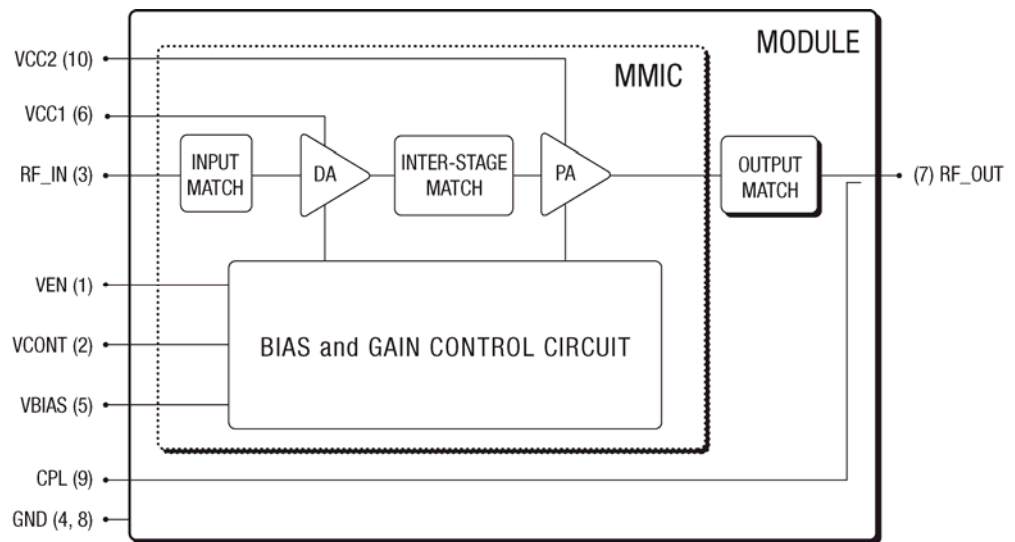 MODULE
VCC2 (10)
MMIC
VCC1 (6)
RF_IN (3)
INPUT
MATCH
DA
INTER-STAGE
MATCH
PA
OUTPUT
MATCH
(7) RF_OUT
VEN (1)
VCONT (2)
BIAS and GAIN CONTROL CIRCUIT
VBIAS (5)
CPL (9)
GND (4, 8)